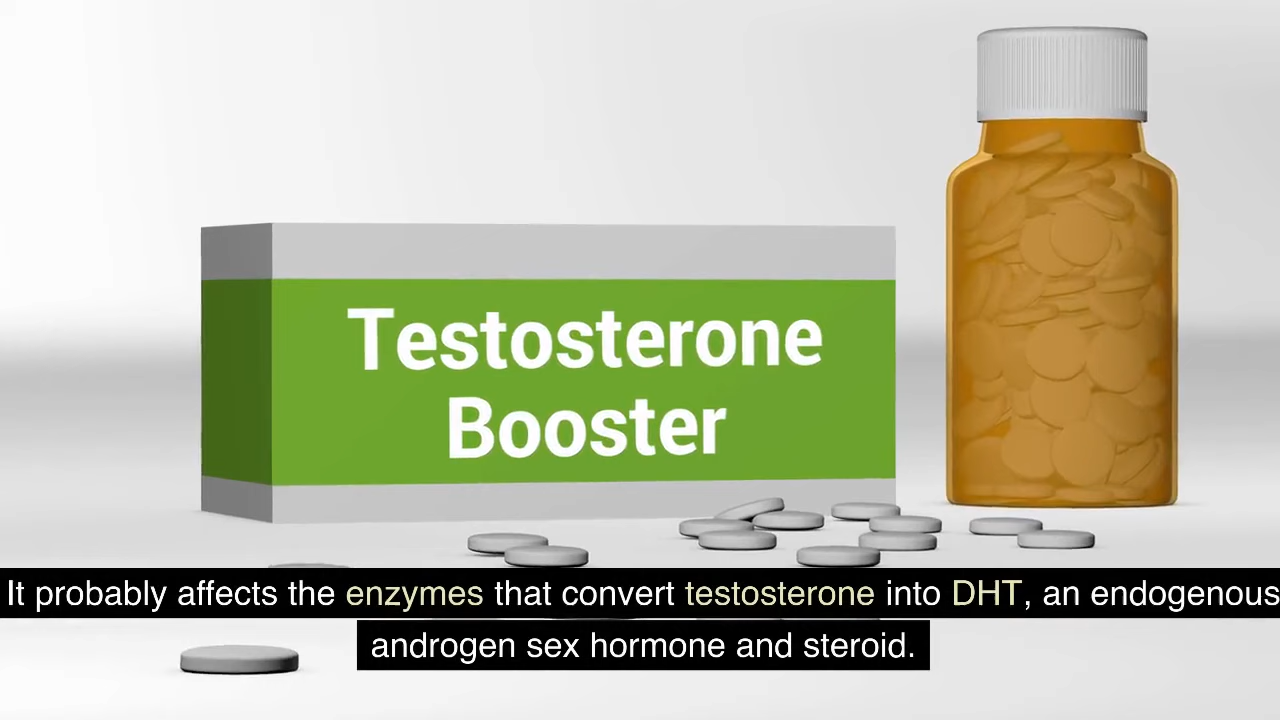 Testosterone
Booster
It probably affects the enzymes that convert testosterone into DHT, an endogenous
androgen sex hormone and steroid.